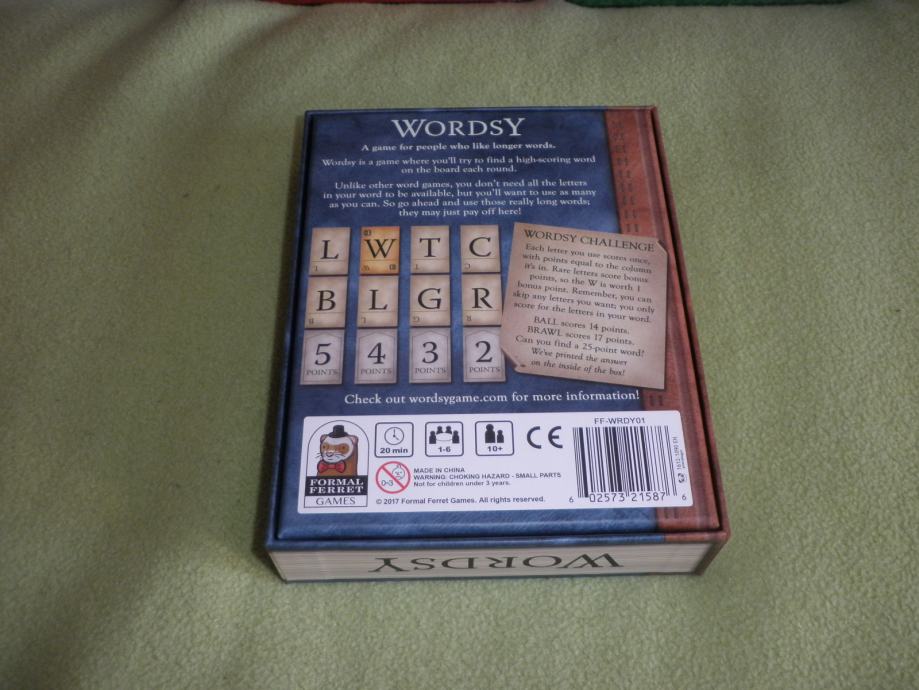 WORDSY
A game for people who like longer words.
Wordsy is a game where you'll try to find a high-scoring word
on the board each round.
Unlike other word games, you don't need all the letters
in your word to be available, but you'll want to use as many
as you can. So go ahead and use those really long words;
they may just pay off here!
L W T C
B L G R
5 4 3 2
POINTS POINTS POINTS POINTS
WORDSY CHALLENGE
Each letter you use scores once,
with points equal to the column
it's in. Rare letters score bonus
points, so the W is worth 1
bonus point. Remember, you can
skip any letters you want; you only
score for the letters in your word.
BALL scores 14 points.
BRAWL scores 17 points.
Can you find a 25-point word?
We've printed the answer
on the inside of the box!
Check out wordsygame.com for more information!
FORMAL
FERRET
GAMES
20 min
1-6
10+
CE
0-3
MADE IN CHINA
WARNING: CHOKING HAZARD - SMALL PARTS
Not for children under 3 years.
© 2017 Formal Ferret Games. All rights reserved.
FF-WRDY01
6 02573 21587 6
WORDSY